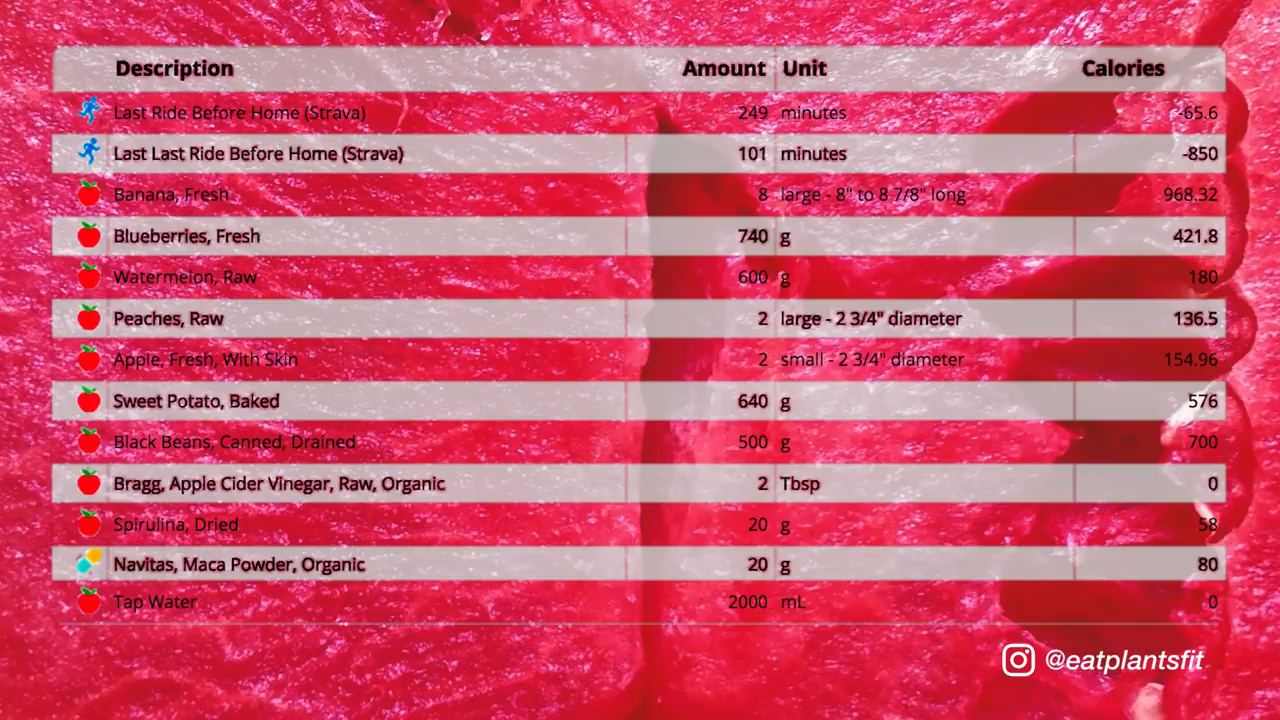 Description Amount Unit Calories
Last Ride Before Home (Strava) 249 minutes -65.6
Last Last Ride Before Home (Strava) 101 minutes -850
Banana, Fresh 8 large - 8" to 8 7/8" long 968.32
Blueberries, Fresh 740 g 421.8
Watermelon, Raw 600 g 180
Peaches, Raw 2 large - 2 3/4" diameter 136.5
Apple, Fresh, With Skin 2 small - 2 3/4" diameter 154.96
Sweet Potato, Baked 640 g 576
Black Beans, Canned, Drained 500 g 700
Bragg, Apple Cider Vinegar, Raw, Organic 2 Tbsp 0
Spirulina, Dried 20 g 58
Navitas, Maca Powder, Organic 20 g 80
Tap Water 2000 mL 0
@eatplantsfit